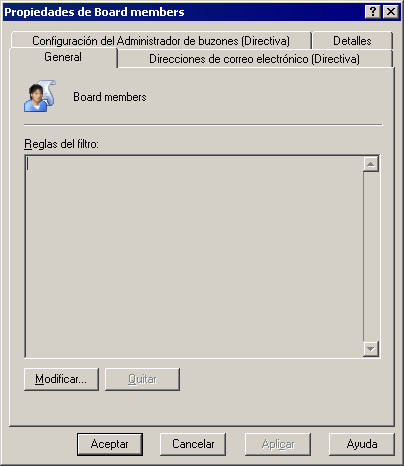 Propiedades de Board members
Configuración del Administrador de buzones (Directiva)
Detalles
General
Direcciones de correo electrónico (Directiva)
Board members
Reglas del filtro:
Modificar...
Quitar
Aceptar
Cancelar
Aplicar
Ayuda